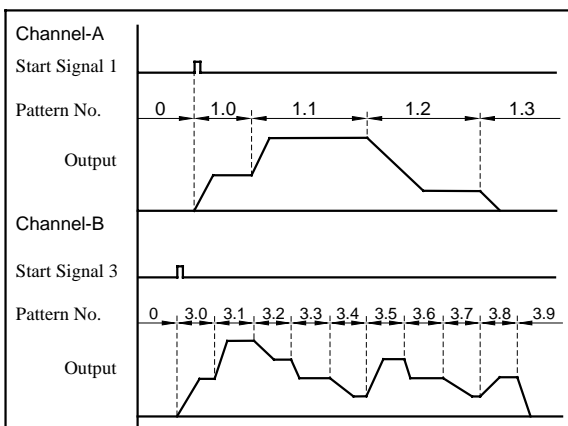 Channel-A
Start Signal 1
Pattern No. 0 1.0 1.1 1.2 1.3
Output
Channel-B
Start Signal 3
Pattern No. 0 3.0 3.1 3.2 3.3 3.4 3.5 3.6 3.7 3.8 3.9
Output